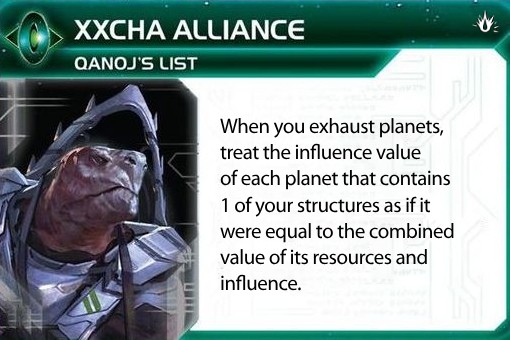 XXCHA ALLIANCE
QANOJ'S LIST
When you exhaust planets,
treat the influence value
of each planet that contains
1 of your structures as if it
were equal to the combined
value of its resources and
influence.